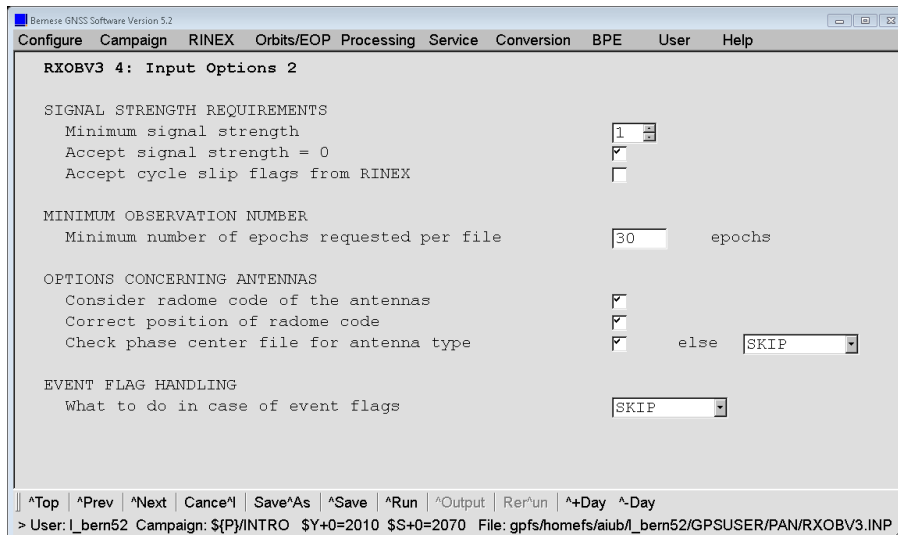 Bernese GNSS Software Version 5.2
Configure Campaign RINEX Orbits/EOP Processing Service Conversion BPE User Help
RXOBV3 4: Input Options 2
SIGNAL STRENGTH REQUIREMENTS
Minimum signal strength 1
Accept signal strength = 0
Accept cycle slip flags from RINEX
MINIMUM OBSERVATION NUMBER
Minimum number of epochs requested per file 30 epochs
OPTIONS CONCERNING ANTENNAS
Consider radome code of the antennas
Correct position of radome code
Check phase center file for antenna type else SKIP
EVENT FLAG HANDLING
What to do in case of event flags SKIP
^Top ^Prev ^Next Cance^l Save^As ^Save ^Run ^Output Rer^un ^+Day ^-Day
> User: l_bern52 Campaign: ${P}/INTRO $Y+0=2010 $S+0=2070 File: gpfs/homefs/aiub/l_bern52/GPSUSER/PAN/RXOBV3.INP